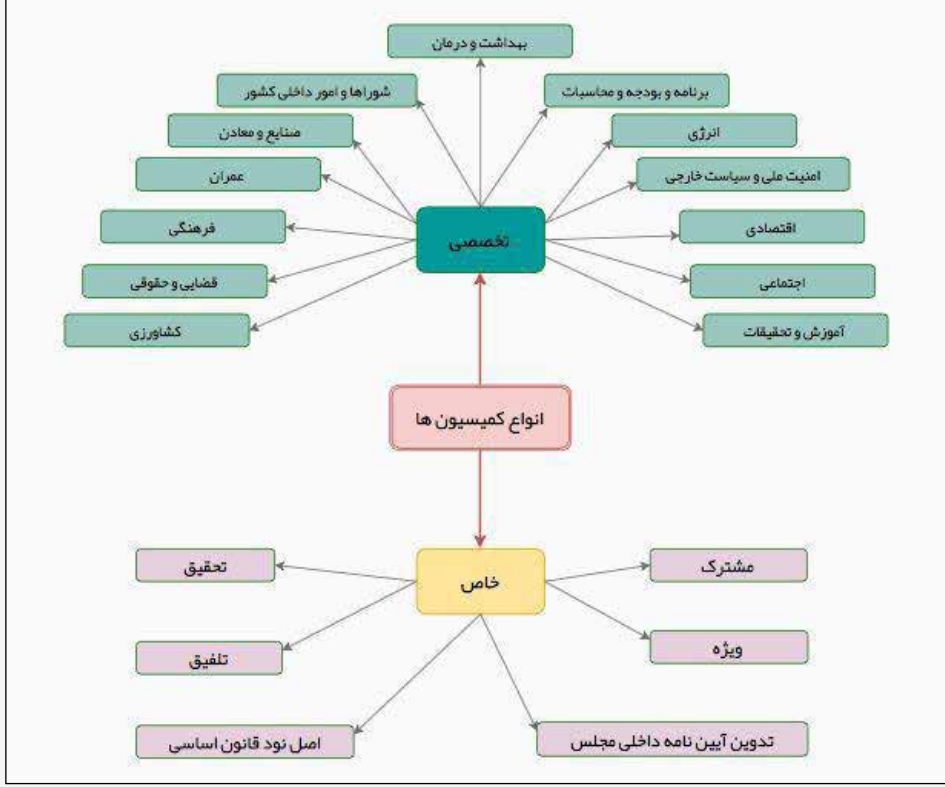 بهداشت و درمان
برنامه و بودجه و محاسبات
شوراها و امور داخلی کشور
انرژی
صنایع و معادن
امنیت ملی و سیاست خارجی
عمران
اقتصادی
فرهنگی
تخصصی
اجتماعی
قضایی و حقوقی
آموزش و تحقیقات
کشاورزی
انواع کمیسیون ها
مشترک
خاص
تحقیق
ویژه
تلفیق
تدوین آیین نامه داخلی مجلس
اصل نود قانون اساسی